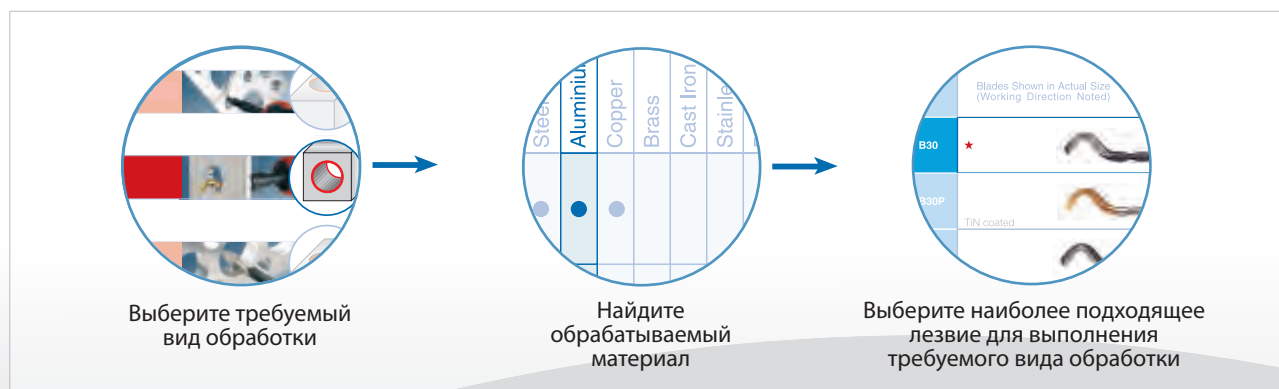 Steel
Aluminiu
Copper
Brass
Cast Iron
Stainle
Blades Shown in Actual Size
(Working Direction Noted)
B30
B30P
TiN coated
Выберите требуемый
вид обработки
Найдите
обрабатываемый
материал
Выберите наиболее подходящее
лезвие для выполнения
требуемого вида обработки